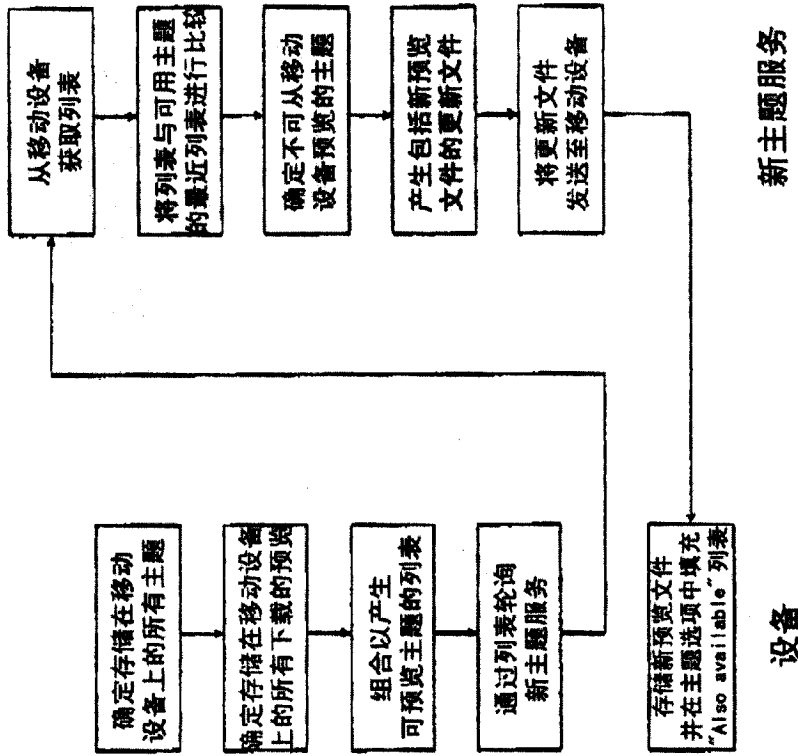 确定存储在移动
设备上的所有主题
确定存储在移动设备
上的所有下载的预览
组合以产生
可预览主题的列表
通过列表轮询
新主题服务
存储新预览文件
并在主题选项中填充
"Also available"列表
设备
从移动设备
获取列表
将列表与可用主题
的最近列表进行比较
确定不可从移动
设备预览的主题
产生包括新预览
文件的更新文件
将更新文件
发送至移动设备
新主题服务